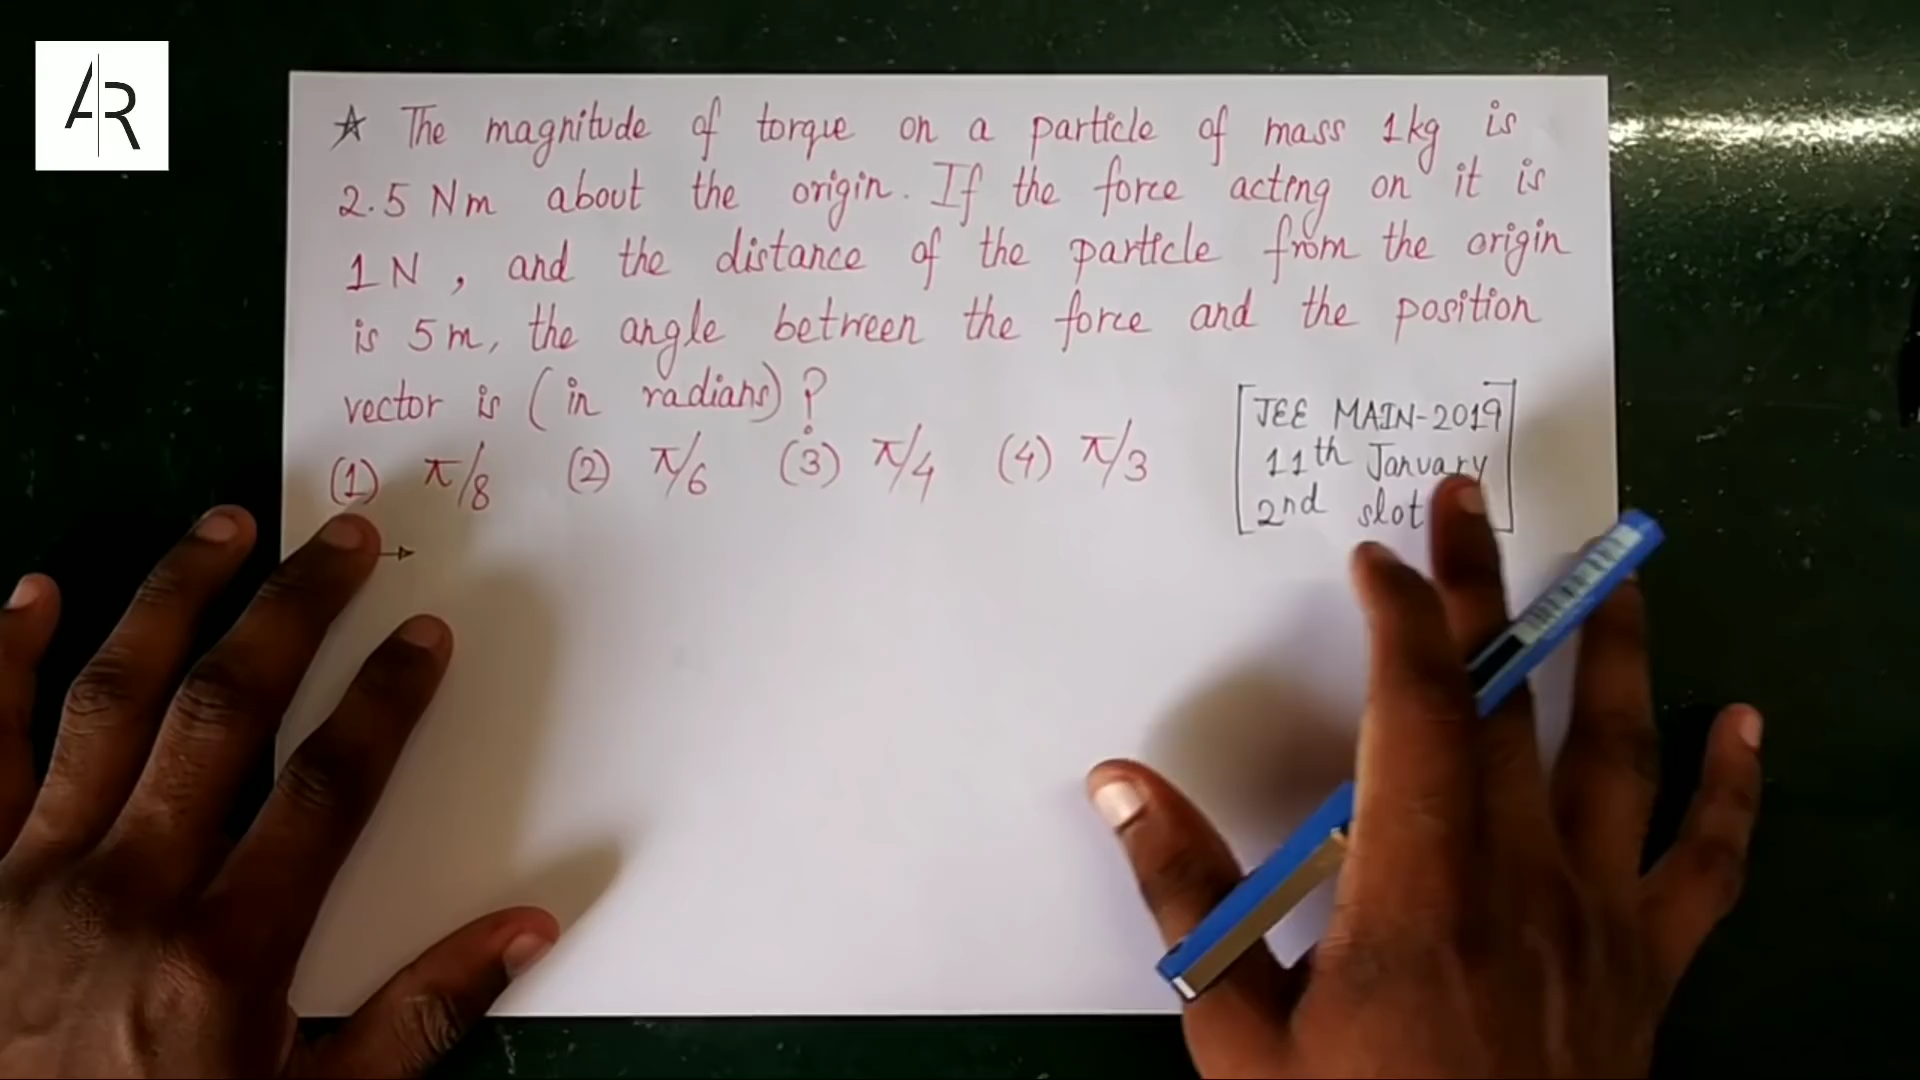 AR
☆ The magnitude of torque on a particle of mass 1kg is
2.5 Nm about the origin. If the force acting on it is
1N, and the distance of the particle from the origin
is 5m, the angle between the force and the position
vector is (in radians)?
(1) π/8 (2) π/6 (3) π/4 (4) π/3
[JEE MAIN-2019
11th January
2nd slot]